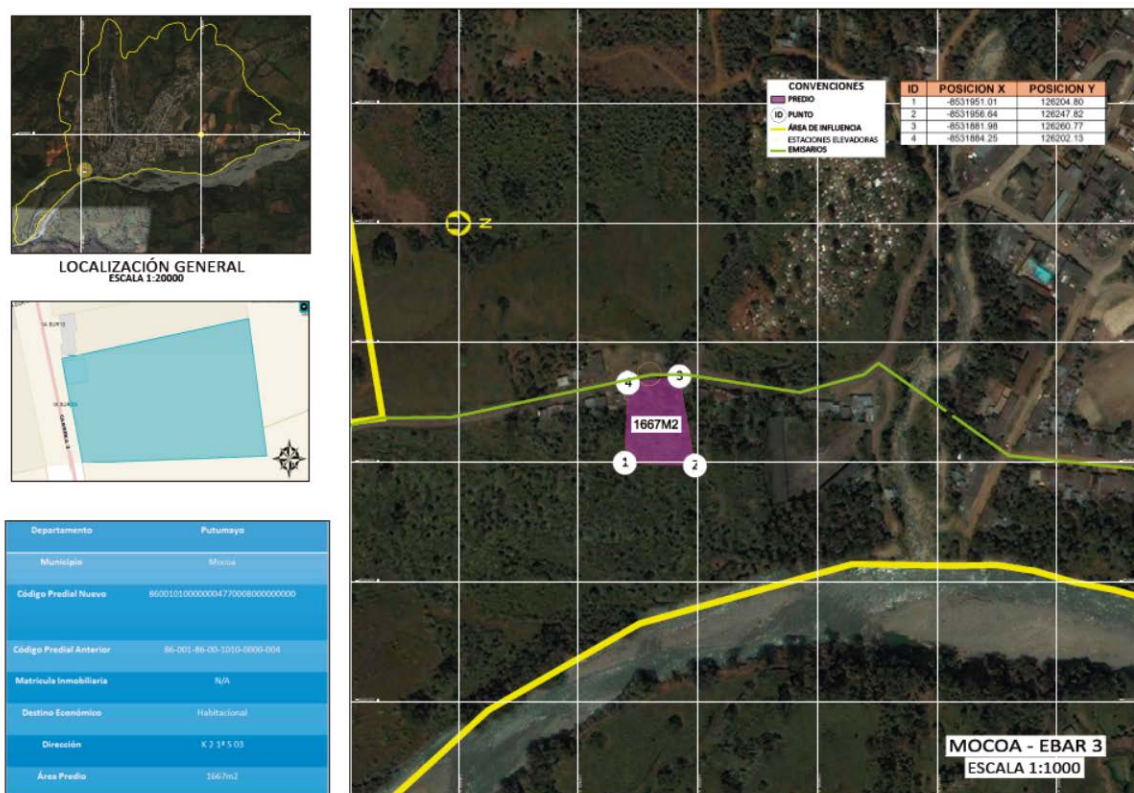 LOCALIZACIÓN GENERAL
ESCALA 1:20000
CARRERA 2
Departamento Putumayo
Municipio Mocoa
Código Predial Nuevo
Código Predial Anterior 86-001-86-00-1010-0000-004
Matricula Inmobiliaria N/A
Destino Económico Habitacional
Dirección K 2 1ª S 03
Área Predio 1667m2
CONVENCIONES
PREDIO
ID PUNTO
ÁREA DE INFLUENCIA
ESTACIONES ELEVADORAS
EMISARIOS
ID POSICION X POSICION Y
1 -8531951.01 126204.80
2 -8531956.64 126247.82
3 -8531881.98 126260.77
4 -8531884.25 126202.13
N
4 3
1667M2
1 2
MOCOA - EBAR 3
ESCALA 1:1000